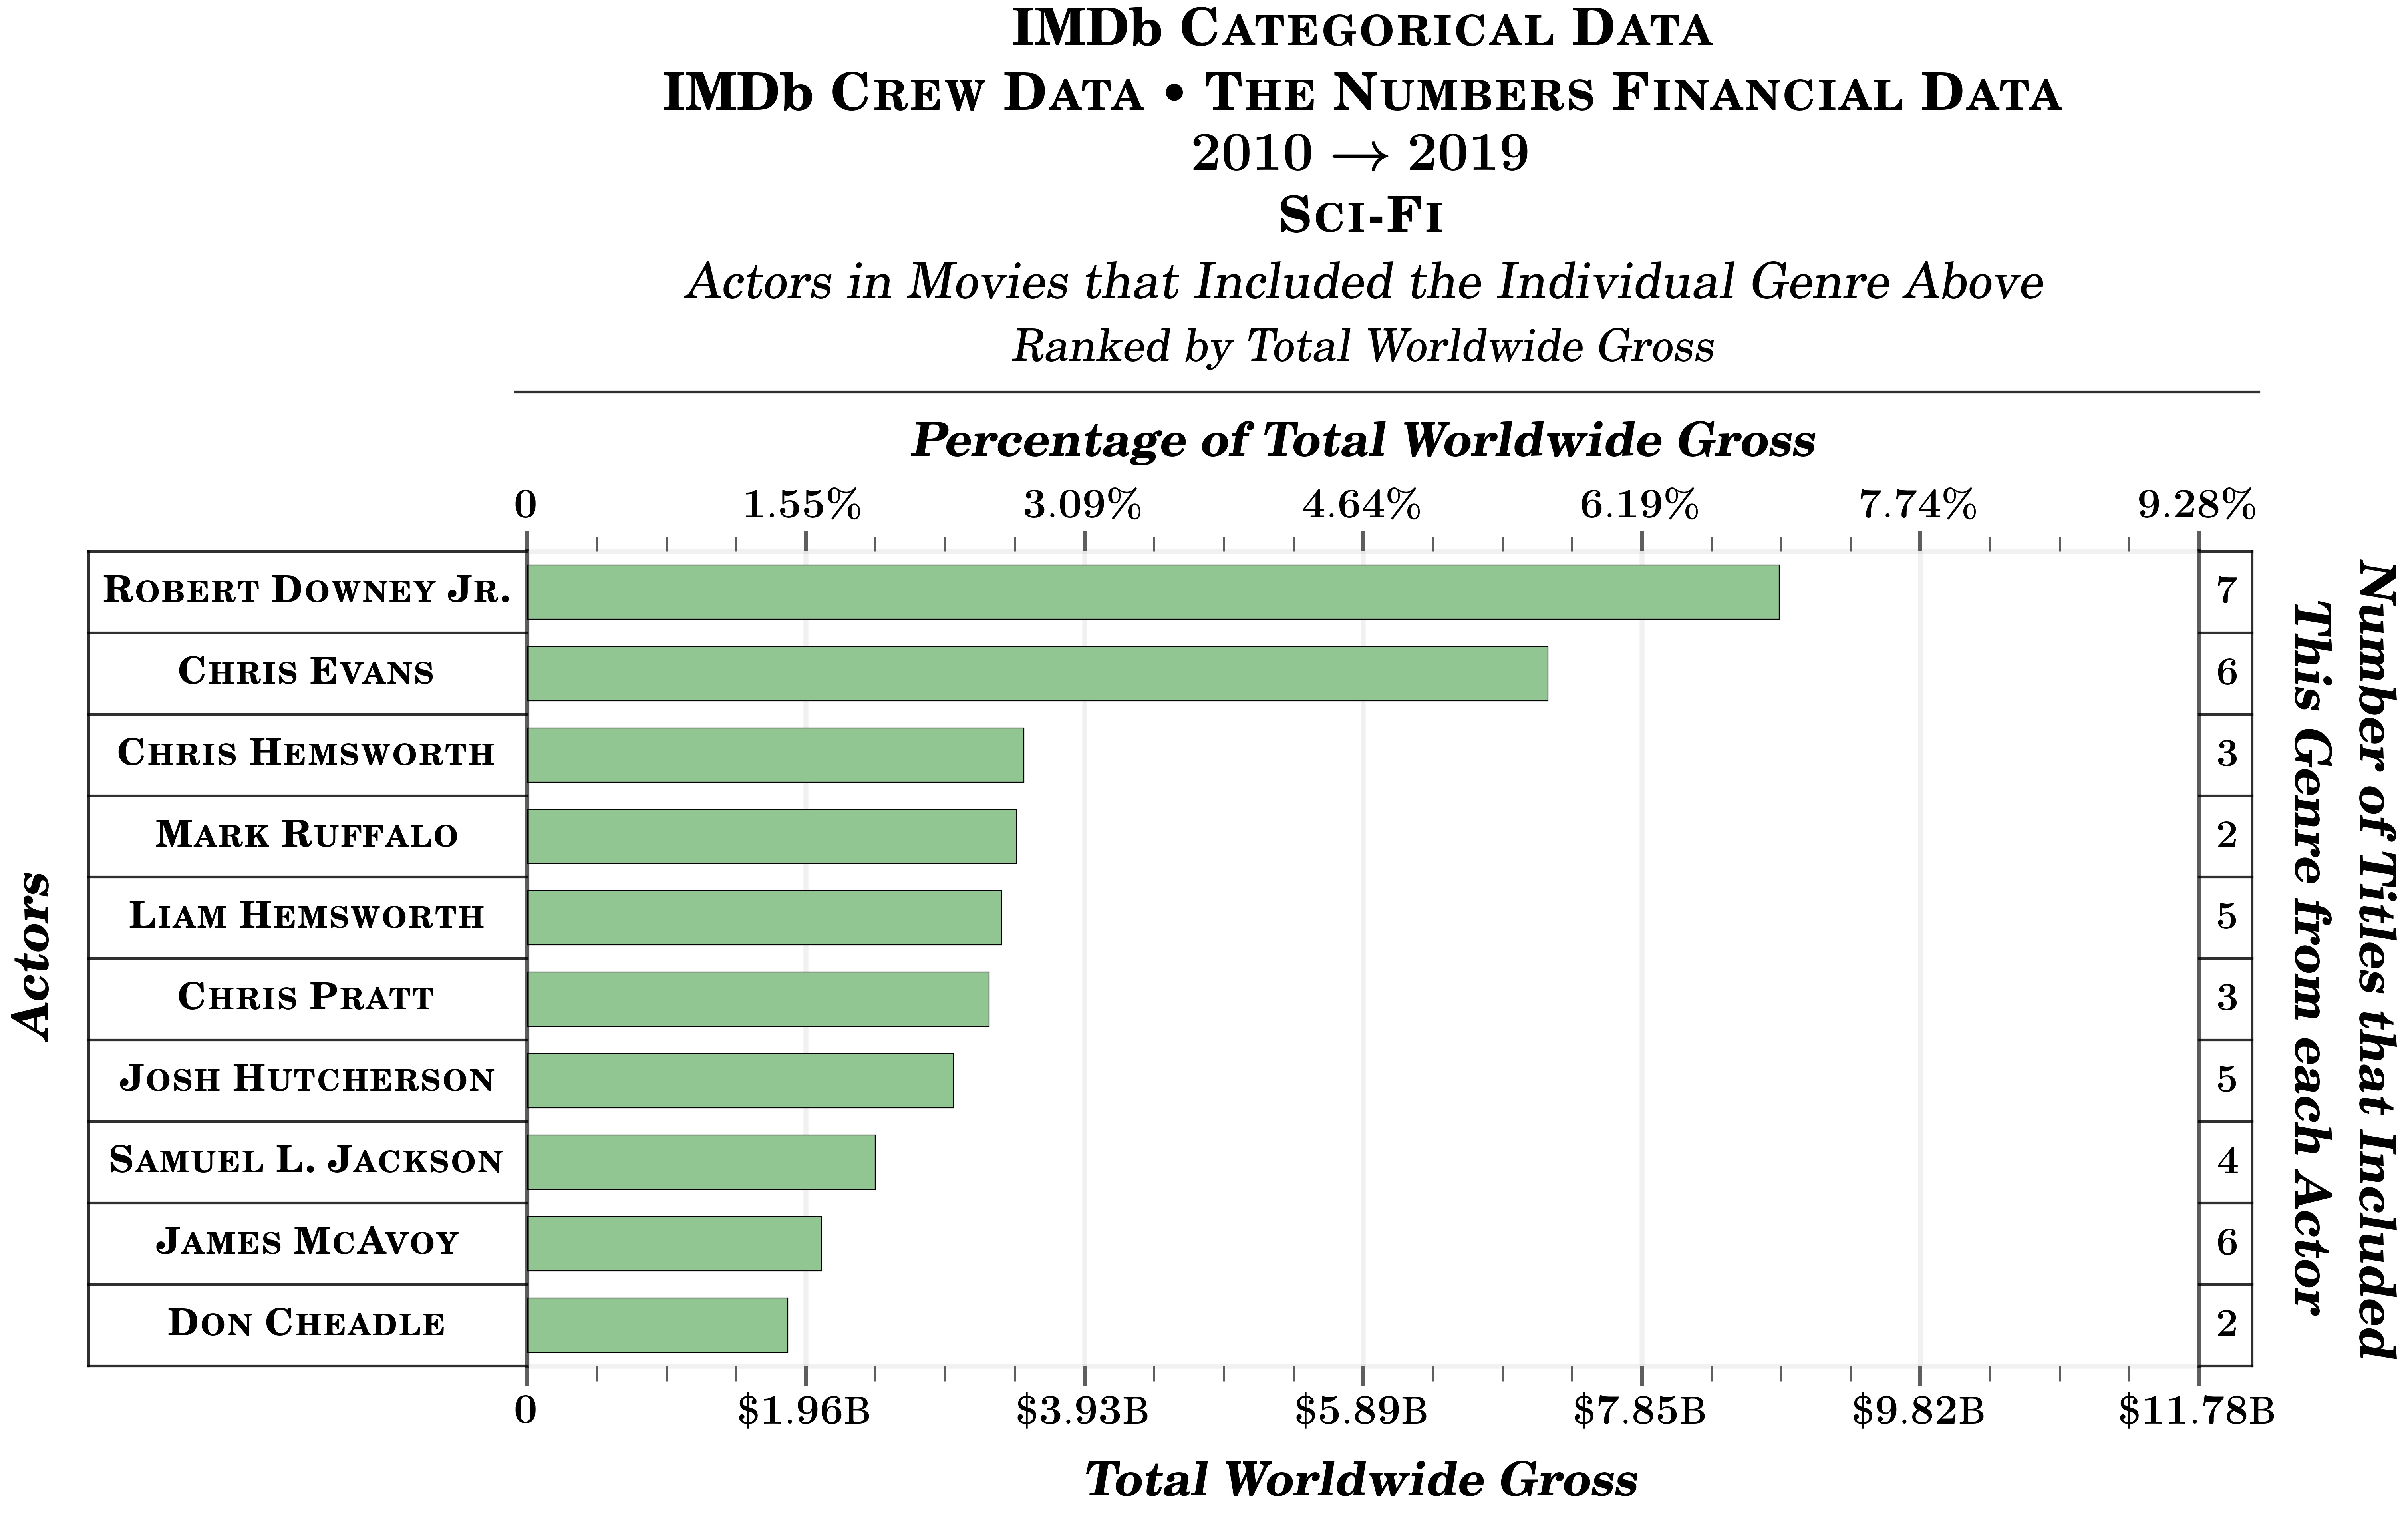 IMDb Categorical Data
IMDb Crew Data • The Numbers Financial Data
2010 → 2019
Sci-Fi
Actors in Movies that Included the Individual Genre Above
Ranked by Total Worldwide Gross
Percentage of Total Worldwide Gross
0 1.55% 3.09% 4.64% 6.19% 7.74% 9.28%
Actors
Robert Downey Jr. 7
Chris Evans 6
Chris Hemsworth 3
Mark Ruffalo 2
Liam Hemsworth 5
Chris Pratt 3
Josh Hutcherson 5
Samuel L. Jackson 4
James McAvoy 6
Don Cheadle 2
Number of Titles that Included
This Genre from each Actor
0 $1.96B $3.93B $5.89B $7.85B $9.82B $11.78B
Total Worldwide Gross